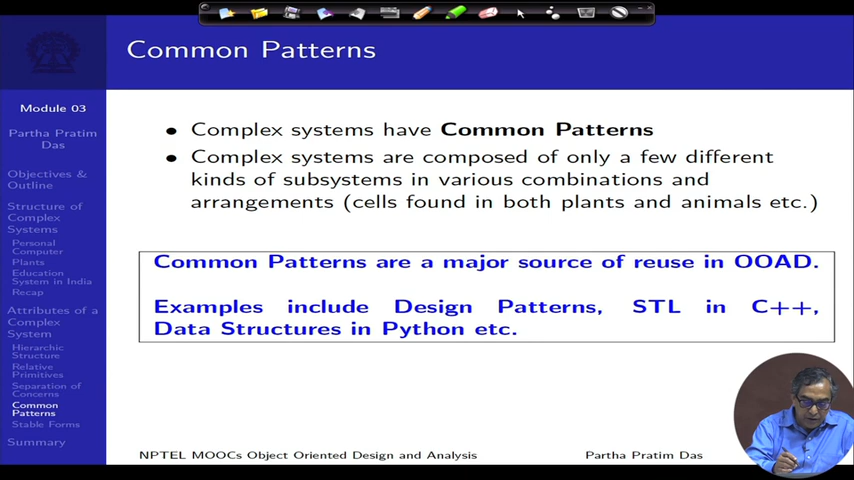 Common Patterns
Module 03
Partha Pratim
Das
Objectives &
Outline
Structure of
Complex
Systems
Personal
Computer
Plants
Education
System in India
Recap
Attributes of a
Complex
System
Hierarchic
Structure
Relative
Primitives
Separation of
Concerns
Common
Patterns
Stable Forms
Summary
• Complex systems have Common Patterns
• Complex systems are composed of only a few different
kinds of subsystems in various combinations and
arrangements (cells found in both plants and animals etc.)
Common Patterns are a major source of reuse in OOAD.
Examples include Design Patterns, STL in C++,
Data Structures in Python etc.
NPTEL MOOCs Object Oriented Design and Analysis
Partha Pratim Das